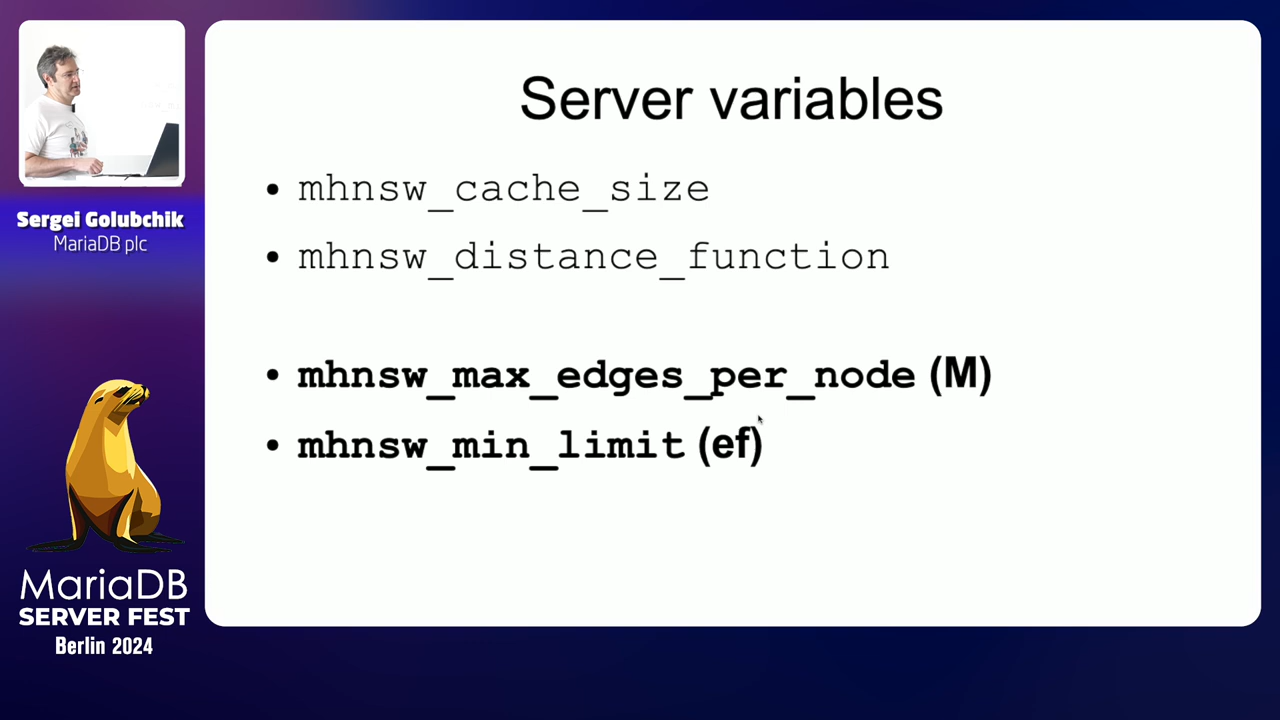 Server variables
• mhnsw_cache_size
• mhnsw_distance_function
• mhnsw_max_edges_per_node (M)
• mhnsw_min_limit (ef)
Sergei Golubchik
MariaDB plc
MariaDB
SERVER FEST
Berlin 2024